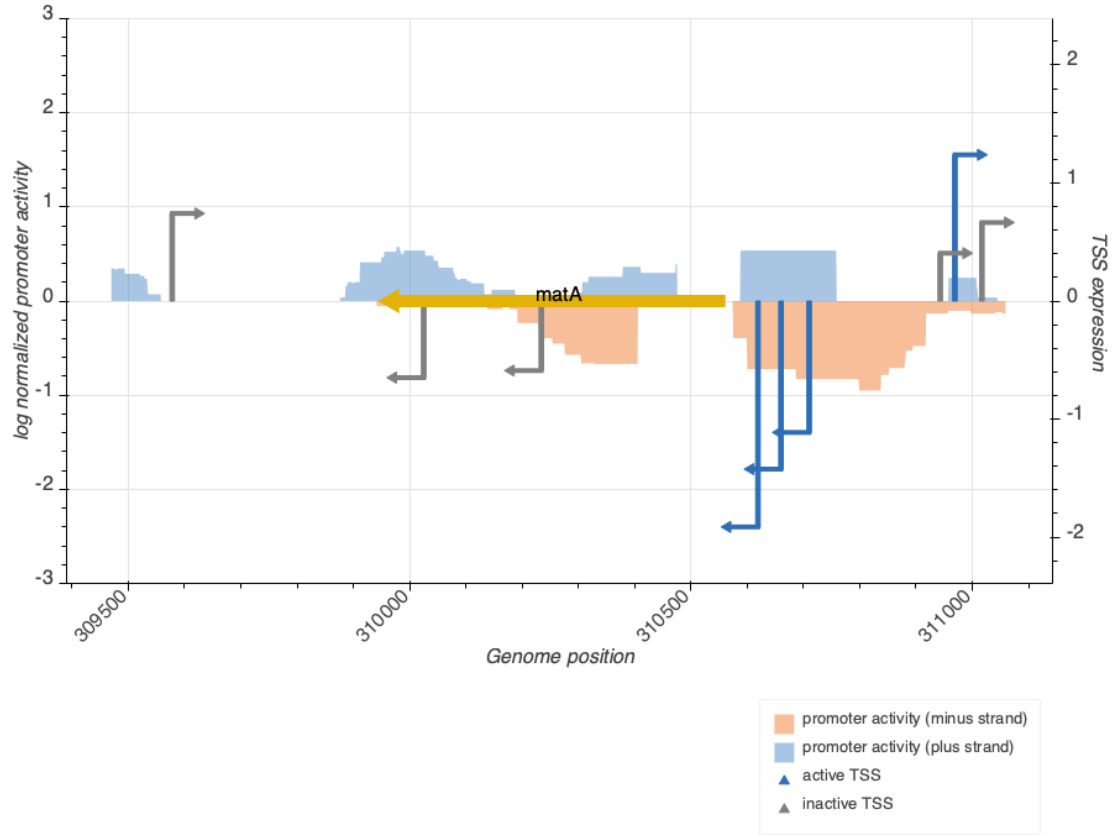 3
2
1
0
-1
-2
-3
log normalized promoter activity
matA
2
1
0
-1
-2
TSS expression
309500
310000
310500
311000
Genome position
promoter activity (minus strand)
promoter activity (plus strand)
active TSS
inactive TSS